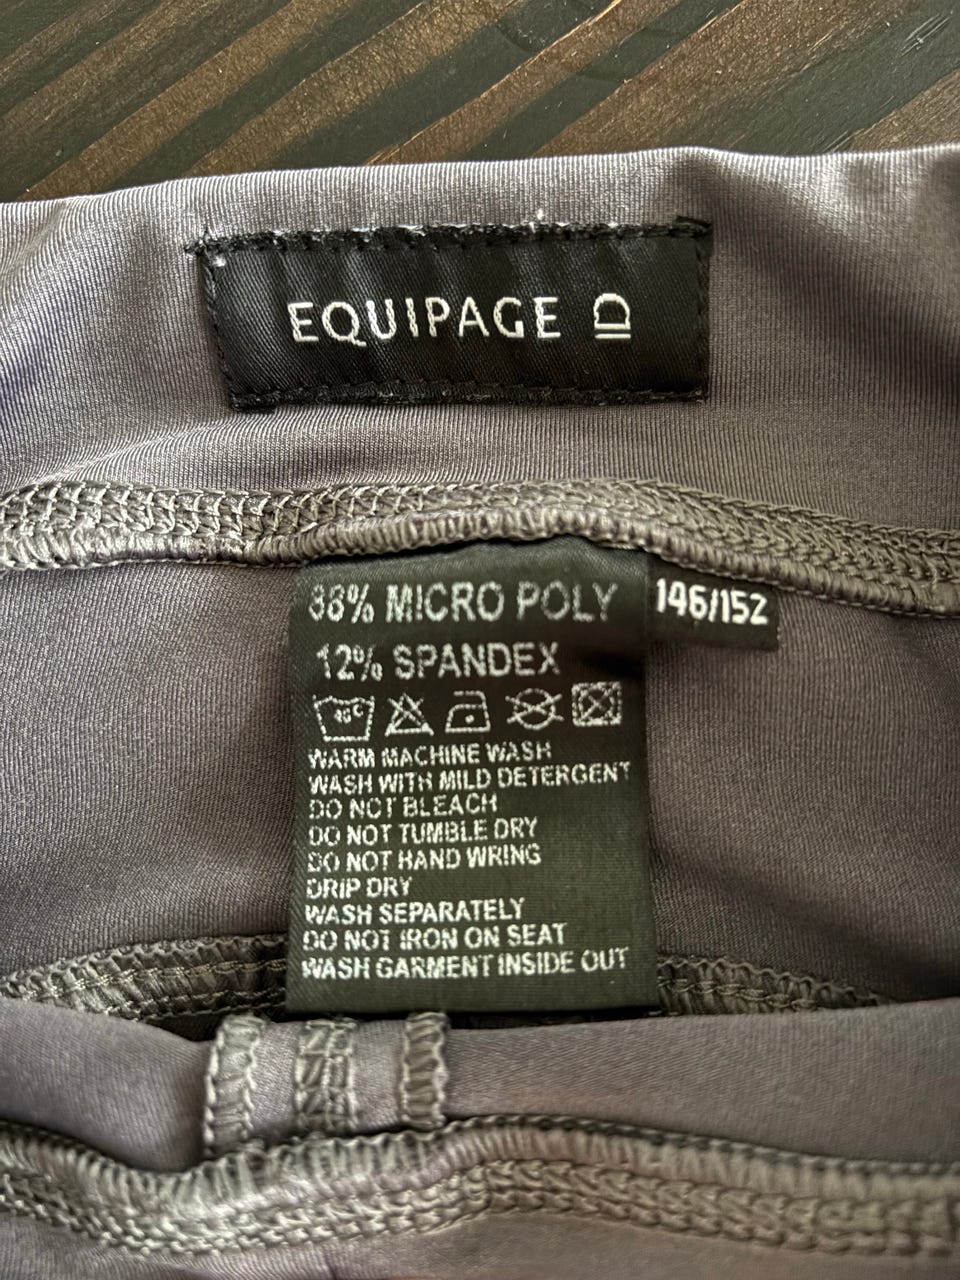 EQUIPAGE ID
88% MICRO POLY
146/152
12% SPANDEX
40°C
WARM MACHINE WASH
WASH WITH MILD DETERGENT
DO NOT BLEACH
DO NOT TUMBLE DRY
DO NOT HAND WRING
DRIP DRY
WASH SEPARATELY
DO NOT IRON ON SEAT
WASH GARMENT INSIDE OUT